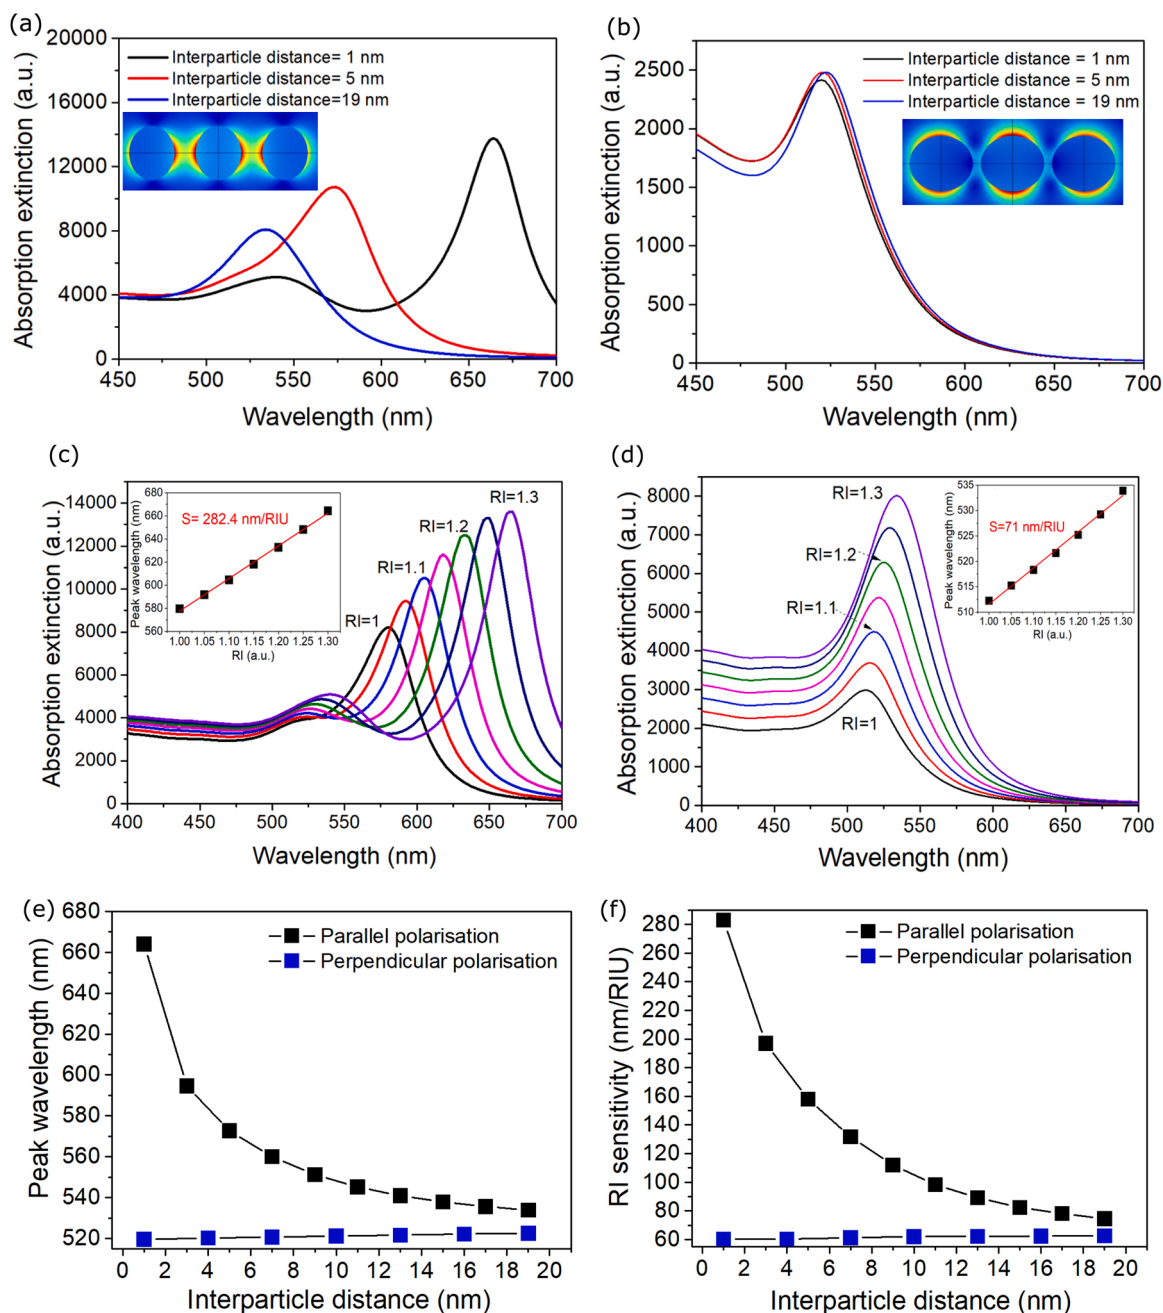 (a)
20000
16000
12000
8000
4000
0
Absorption extinction (a.u.)
Interparticle distance= 1 nm
Interparticle distance= 5 nm
Interparticle distance=19 nm
450 500 550 600 650 700
Wavelength (nm)
(b)
2500
2000
1500
1000
500
0
Absorption extinction (a.u.)
Interparticle distance = 1 nm
Interparticle distance = 5 nm
Interparticle distance = 19 nm
450 500 550 600 650 700
Wavelength (nm)
(c)
14000
12000
10000
8000
6000
4000
2000
0
Absorption extinction (a.u.)
680
660
640
620
600
580
560
Peak wavelength (nm)
S= 282.4 nm/RIU
1.00 1.05 1.10 1.15 1.20 1.25 1.30
RI (a.u.)
RI=1.3
RI=1.2
RI=1.1
RI=1
400 450 500 550 600 650 700
Wavelength (nm)
(d)
8000
7000
6000
5000
4000
3000
2000
1000
0
Absorption extinction (a.u.)
535
530
525
520
515
510
Peak wavelength (nm)
S=71 nm/RIU
1.00 1.05 1.10 1.15 1.20 1.25 1.30
RI (a.u.)
RI=1.3
RI=1.2
RI=1.1
RI=1
400 450 500 550 600 650 700
Wavelength (nm)
(e)
680
660
640
620
600
580
560
540
520
Peak wavelength (nm)
Parallel polarisation
Perpendicular polarisation
0 2 4 6 8 10 12 14 16 18 20
Interparticle distance (nm)
(f)
280
260
240
220
200
180
160
140
120
100
80
60
RI sensitivity (nm/RIU)
Parallel polarisation
Perpendicular polarisation
0 2 4 6 8 10 12 14 16 18 20
Interparticle distance (nm)